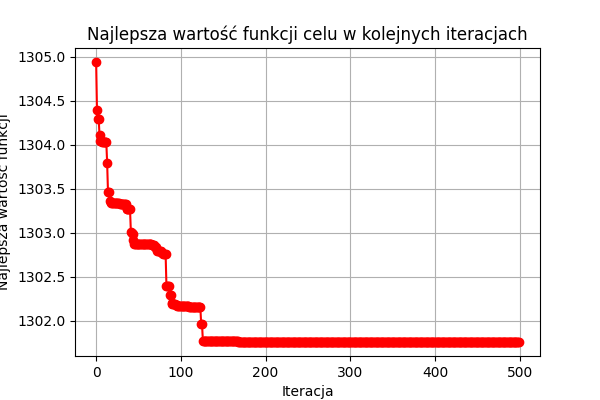 Najlepsza wartość funkcji celu w kolejnych iteracjach
1305.0
1304.5
1304.0
1303.5
1303.0
1302.5
1302.0
Najlepsza wartość funkcji
0 100 200 300 400 500
Iteracja